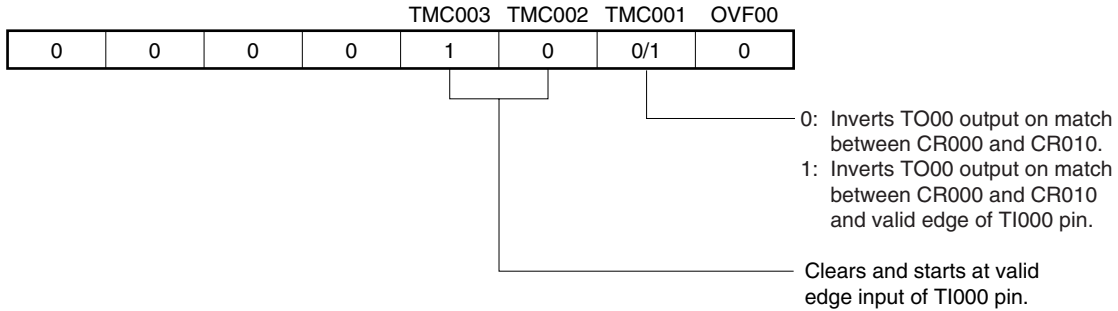 TMC003 TMC002 TMC001 OVF00
0 0 0 0 1 0 0/1 0
0: Inverts TO00 output on match
between CR000 and CR010.
1: Inverts TO00 output on match
between CR000 and CR010
and valid edge of TI000 pin.
Clears and starts at valid
edge input of TI000 pin.